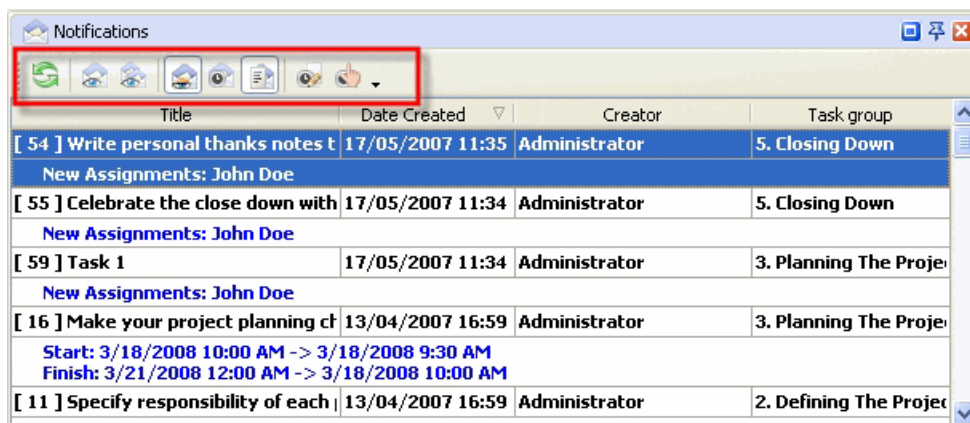 Notifications
Title Date Created Creator Task group
[ 54 ] Write personal thanks notes t 17/05/2007 11:35 Administrator 5. Closing Down
New Assignments: John Doe
[ 55 ] Celebrate the close down with 17/05/2007 11:34 Administrator 5. Closing Down
New Assignments: John Doe
[ 59 ] Task 1 17/05/2007 11:34 Administrator 3. Planning The Projec
New Assignments: John Doe
[ 16 ] Make your project planning ch 13/04/2007 16:59 Administrator 3. Planning The Projec
Start: 3/18/2008 10:00 AM -> 3/18/2008 9:30 AM
Finish: 3/21/2008 12:00 AM -> 3/18/2008 10:00 AM
[ 11 ] Specify responsibility of each 13/04/2007 16:59 Administrator 2. Defining The Projec